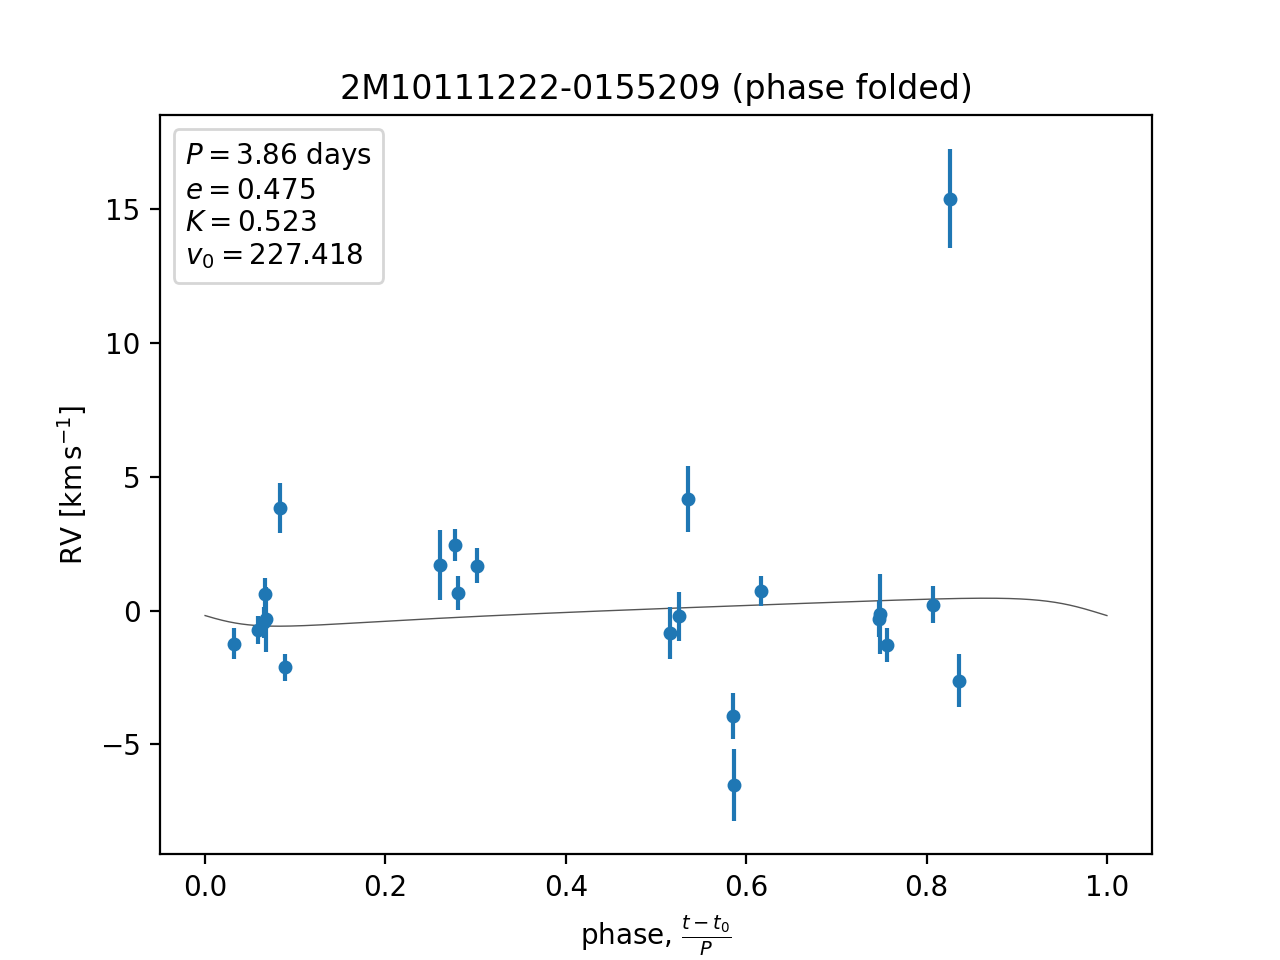 2M10111222-0155209 (phase folded)
P = 3.86 days
e = 0.475
K = 0.523
v₀ = 227.418
RV [km s⁻¹]
15
10
5
0
−5
0.0 0.2 0.4 0.6 0.8 1.0
phase, (t − t₀)/P